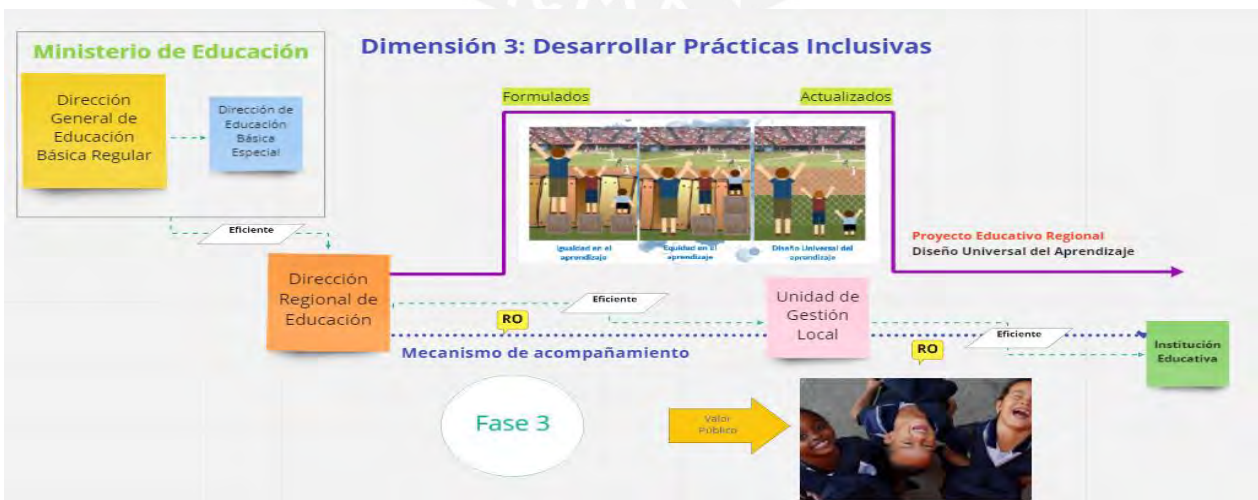 Ministerio de Educación
Dimensión 3: Desarrollar Prácticas Inclusivas
Dirección
General de
Educación
Básica Regular
Dirección de
Educación
Básica
Especial
Formulados
Actualizados
Igualdad en el
aprendizaje
Equidad en el
aprendizaje
Diseño Universal del
aprendizaje
Eficiente
Proyecto Educativo Regional
Diseño Universal del Aprendizaje
Dirección
Regional de
Educación
Eficiente
RO
Unidad de
Gestión
Local
Eficiente
RO
Institución
Educativa
Mecanismo de acompañamiento
Fase 3
Valor
Público